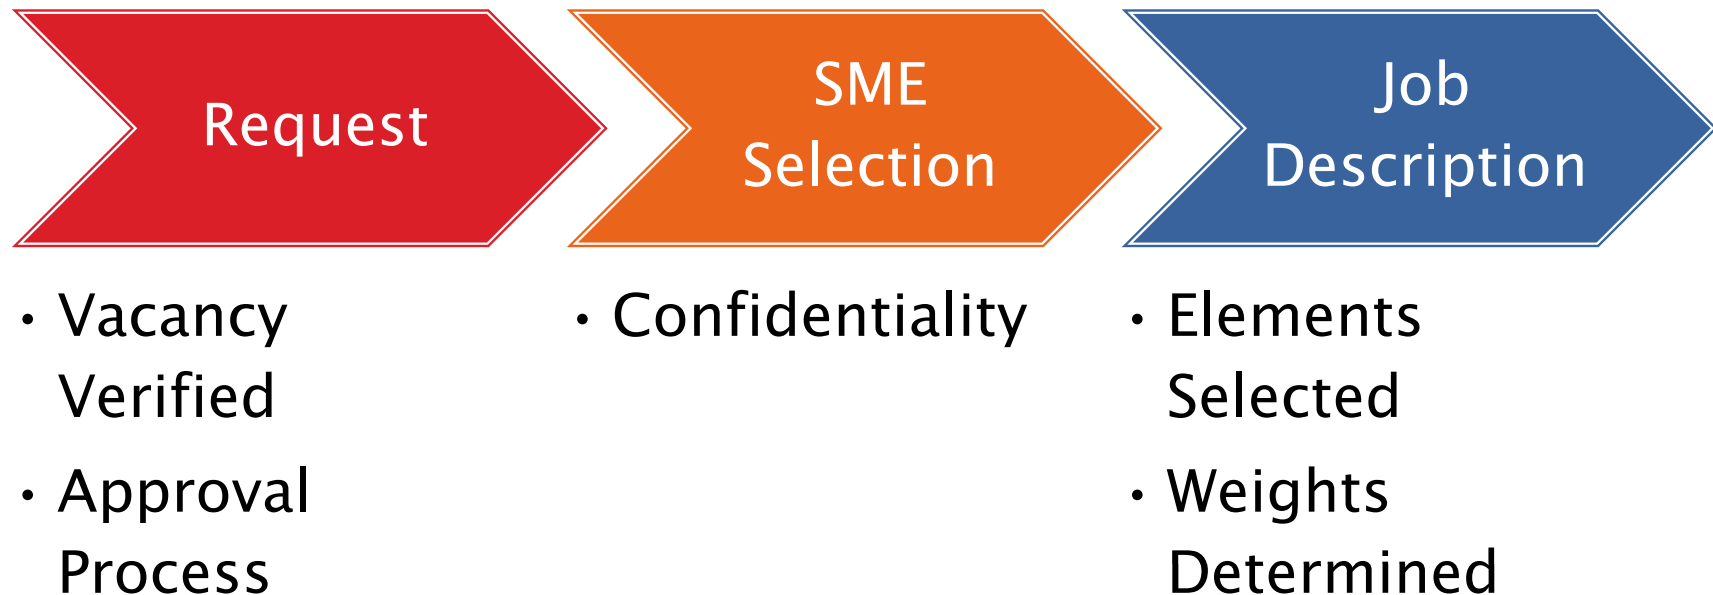 Request
• Vacancy
Verified
• Approval
Process
SME
Selection
• Confidentiality
Job
Description
• Elements
Selected
• Weights
Determined